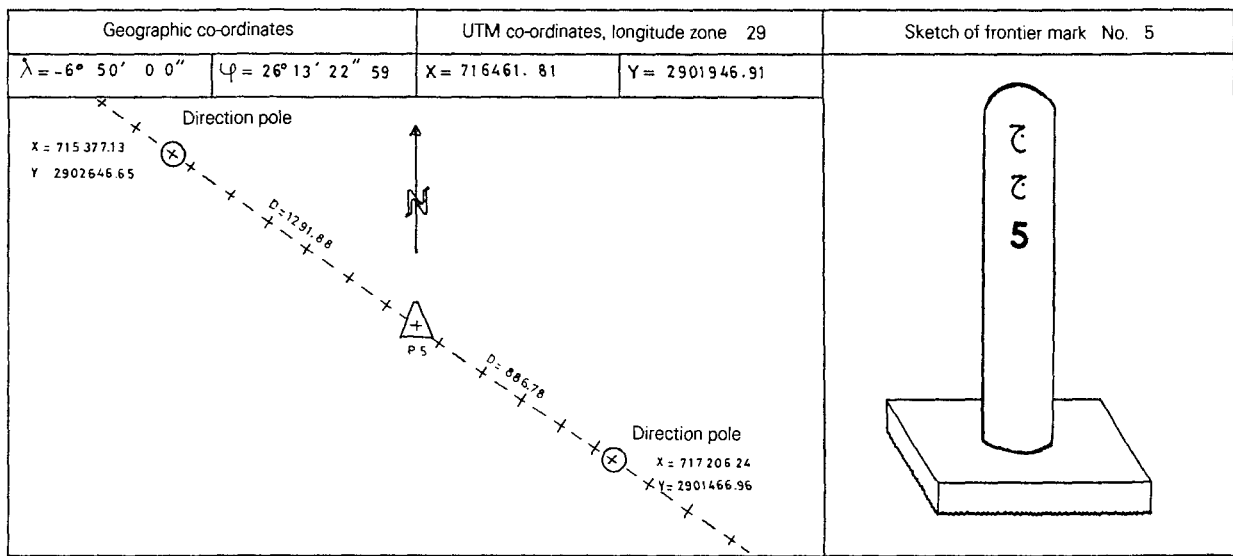 Geographic co-ordinates
UTM co-ordinates, longitude zone 29
Sketch of frontier mark No. 5
λ = -6° 50′ 0 0″
φ = 26° 13′ 22″ 59
X = 716461. 81
Y = 2901946.91
Direction pole
X = 715 377.13
Y 2902646.65
D=1291.88
N
P 5
D= 886.78
Direction pole
X = 717 206 24
Y= 2901466.96
ج
ج
5